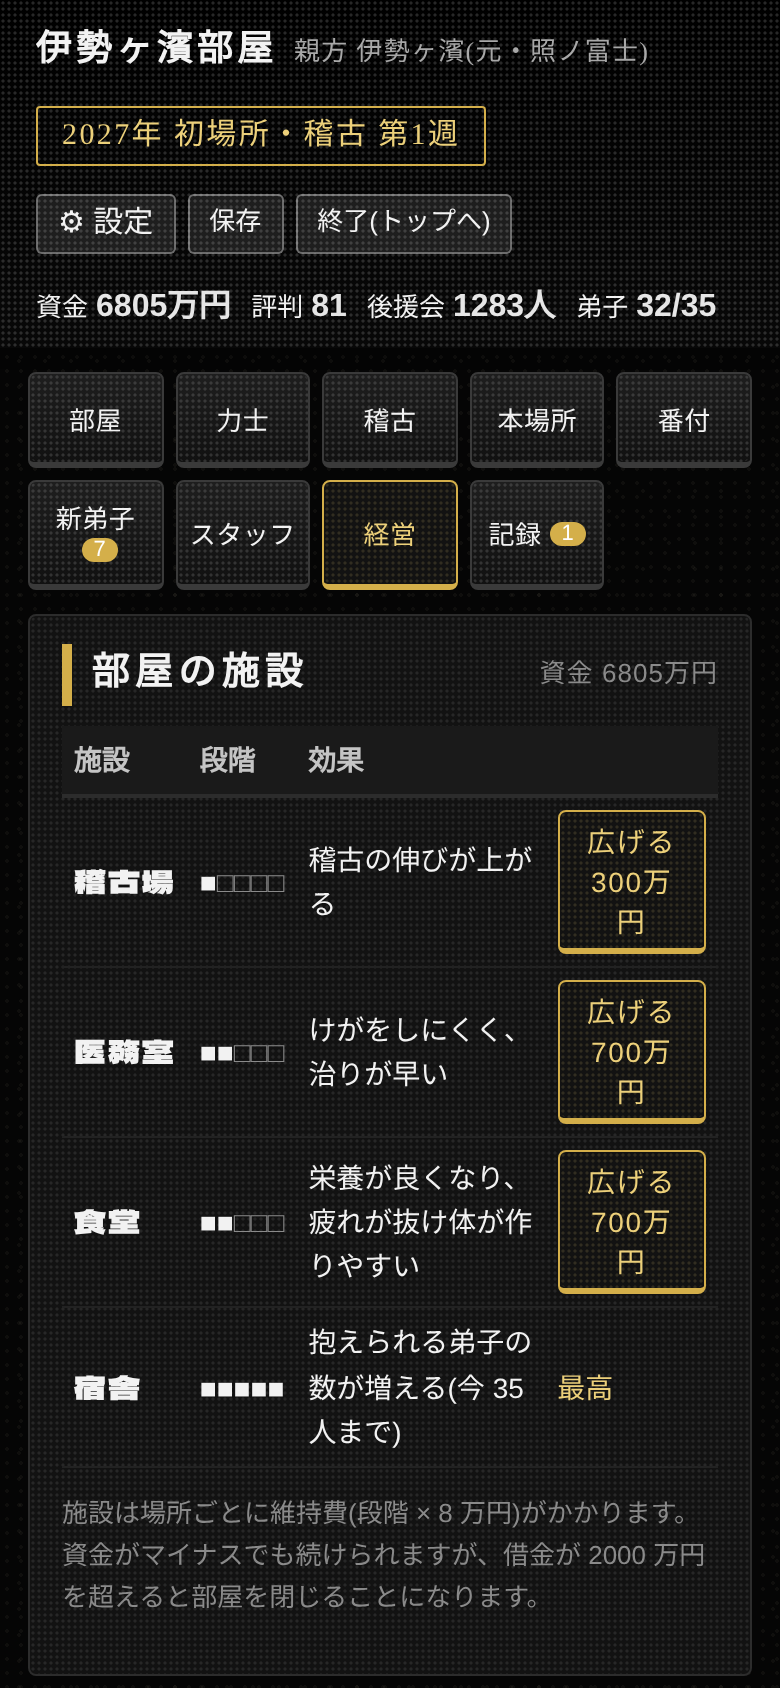 伊勢ヶ濱部屋 親方 伊勢ヶ濱(元・照ノ富士)
2027年 初場所・稽古 第1週
⚙ 設定 保存 終了(トップへ)
資金 6805万円 評判 81 後援会 1283人 弟子 32/35
部屋 力士 稽古 本場所 番付
新弟子 7 スタッフ 経営 記録 1
部屋の施設 資金 6805万円
施設 段階 効果
稽古場 ■□□□□ 稽古の伸びが上が
る
広げる
300万
円
医務室 ■■□□□ けがをしにくく、
治りが早い
広げる
700万
円
食堂 ■■□□□ 栄養が良くなり、
疲れが抜け体が作
りやすい
広げる
700万
円
宿舎 ■■■■■ 抱えられる弟子の
数が増える(今 35
人まで)
最高
施設は場所ごとに維持費(段階 × 8 万円)がかかります。
資金がマイナスでも続けられますが、借金が 2000 万円
を超えると部屋を閉じることになります。